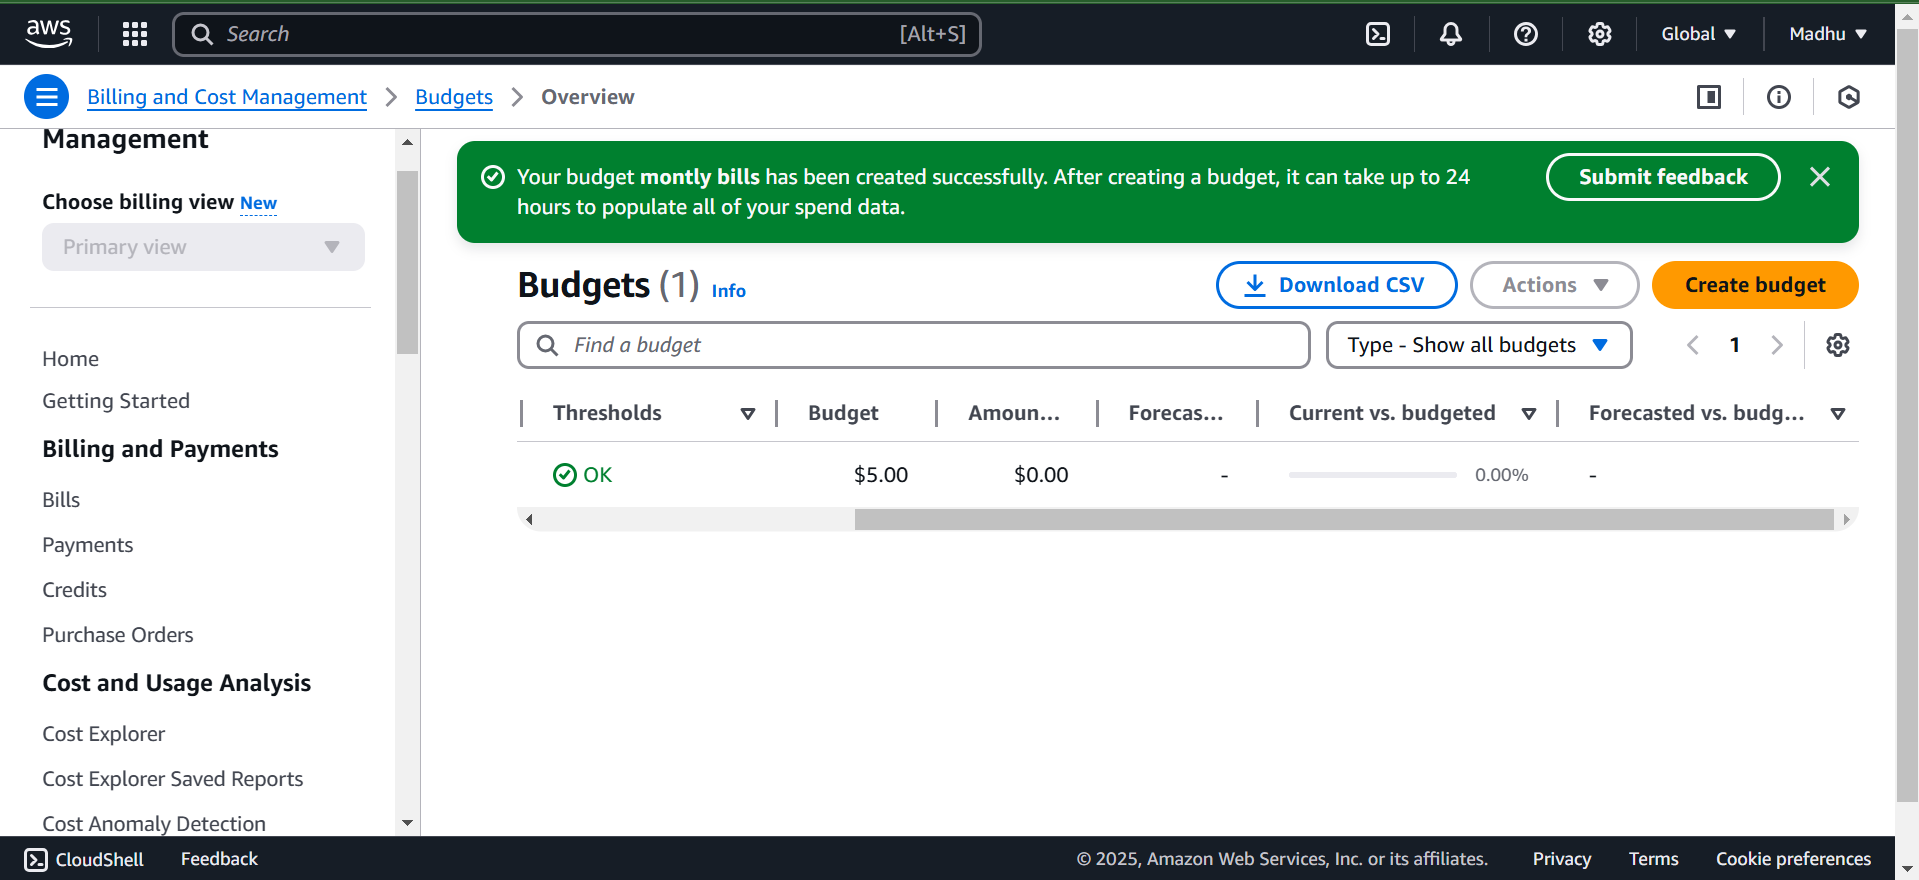 aws Search [Alt+S] Global Madhu
Billing and Cost Management Budgets Overview
Management
Choose billing view New
Primary view
Home
Getting Started
Billing and Payments
Bills
Payments
Credits
Purchase Orders
Cost and Usage Analysis
Cost Explorer
Cost Explorer Saved Reports
Cost Anomaly Detection
Your budget montly bills has been created successfully. After creating a budget, it can take up to 24
hours to populate all of your spend data.
Submit feedback
Budgets (1) Info
Download CSV Actions Create budget
Find a budget Type - Show all budgets 1
Thresholds Budget Amoun... Forecas... Current vs. budgeted Forecasted vs. budg...
OK $5.00 $0.00 - 0.00% -
CloudShell Feedback © 2025, Amazon Web Services, Inc. or its affiliates. Privacy Terms Cookie preferences